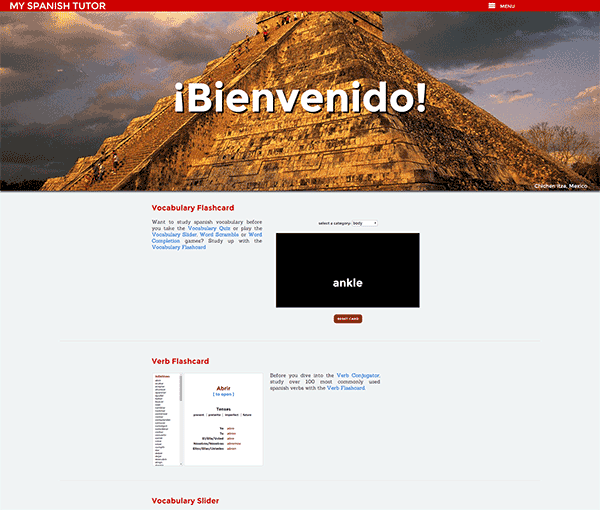 MY SPANISH TUTOR
MENU
¡Bienvenido!
Chichen Itza, Mexico
Vocabulary Flashcard
Want to study spanish vocabulary before
you take the Vocabulary Quiz or play the
Vocabulary Slider, Word Scramble or Word
Completion games? Study up with the
Vocabulary Flashcard
select a category: body
ankle
RESET CARD
Verb Flashcard
Infinitives
Abrir
( to open )
Tenses
present | preterite | imperfect | future
Yo abro
Tu abres
El/Ella/Usted abre
Nosotros/Nosotras abrimos
Ellos/Ellas/Ustedes abren
Before you dive into the Verb Conjugator,
study over 100 most commonly used
spanish verbs with the Verb Flashcard
Vocabulary Slider